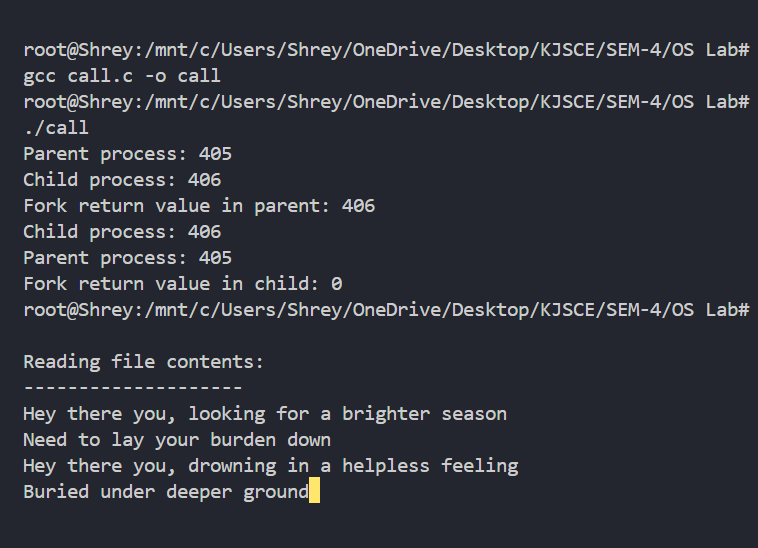 root@Shrey:/mnt/c/Users/Shrey/OneDrive/Desktop/KJSCE/SEM-4/OS Lab#
gcc call.c -o call
root@Shrey:/mnt/c/Users/Shrey/OneDrive/Desktop/KJSCE/SEM-4/OS Lab#
./call
Parent process: 405
Child process: 406
Fork return value in parent: 406
Child process: 406
Parent process: 405
Fork return value in child: 0
root@Shrey:/mnt/c/Users/Shrey/OneDrive/Desktop/KJSCE/SEM-4/OS Lab#
Reading file contents:
--------------------
Hey there you, looking for a brighter season
Need to lay your burden down
Hey there you, drowning in a helpless feeling
Buried under deeper ground